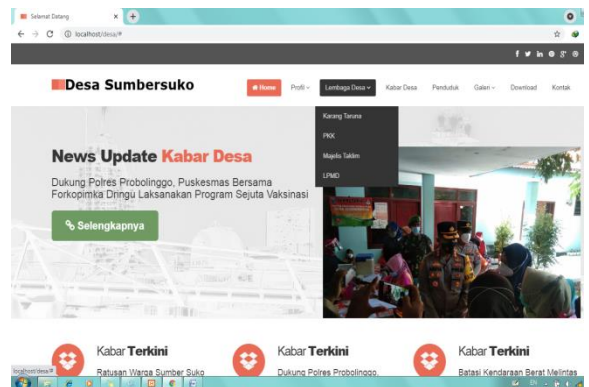 Selamat Datang
localhost/desa/#
Desa Sumbersuko
Home Profil Lembaga Desa Kabar Desa Penduduk Galeri Download Kontak
Karang Taruna
PKK
Majelis Taklim
LPMD
News Update Kabar Desa
Dukung Polres Probolinggo, Puskesmas Bersama
Forkopimka Dringu Laksanakan Program Sejuta Vaksinasi
Selengkapnya
Kabar Terkini Kabar Terkini Kabar Terkini
Ratusan Warga Sumber Suko Dukung Polres Probolinggo, Batasi Kendaraan Berat Melintas
localhost/desa/#